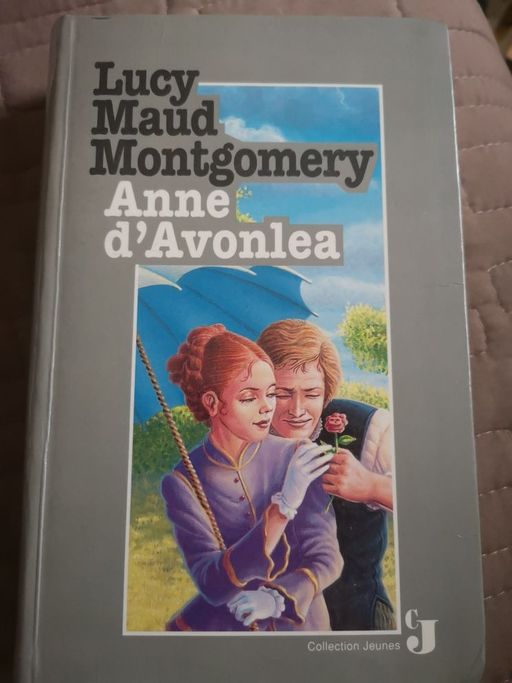 Lucy
Maud
Montgomery
Anne
d'Avonlea
Collection Jeunes
CJ